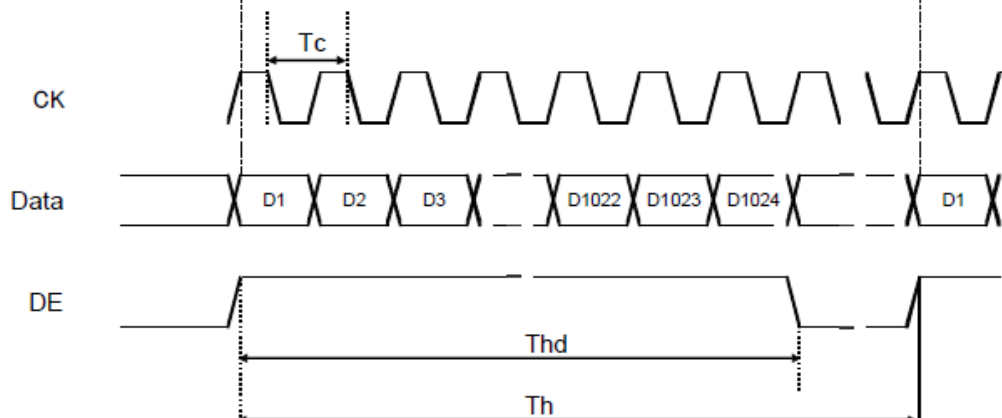 Tc
CK
Data D1 D2 D3 D1022 D1023 D1024 D1
DE
Thd
Th